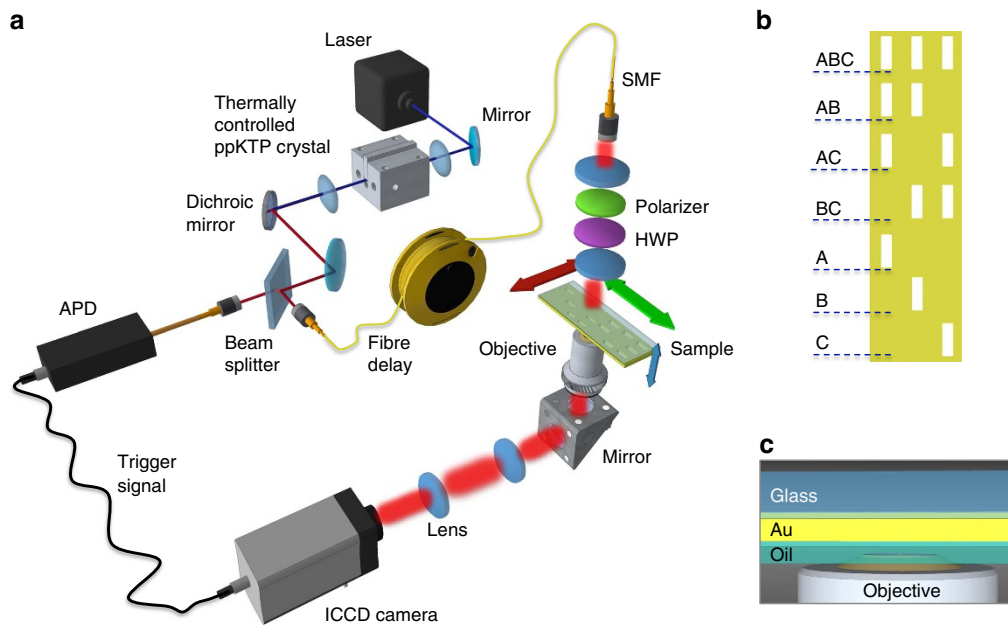 a
Laser
Thermally
controlled
ppKTP crystal
Mirror
SMF
Dichroic
mirror
Polarizer
HWP
APD
Beam
splitter
Fibre
delay
Objective
Sample
Trigger
signal
Mirror
Lens
ICCD camera
b
ABC
AB
AC
BC
A
B
C
c
Glass
Au
Oil
Objective